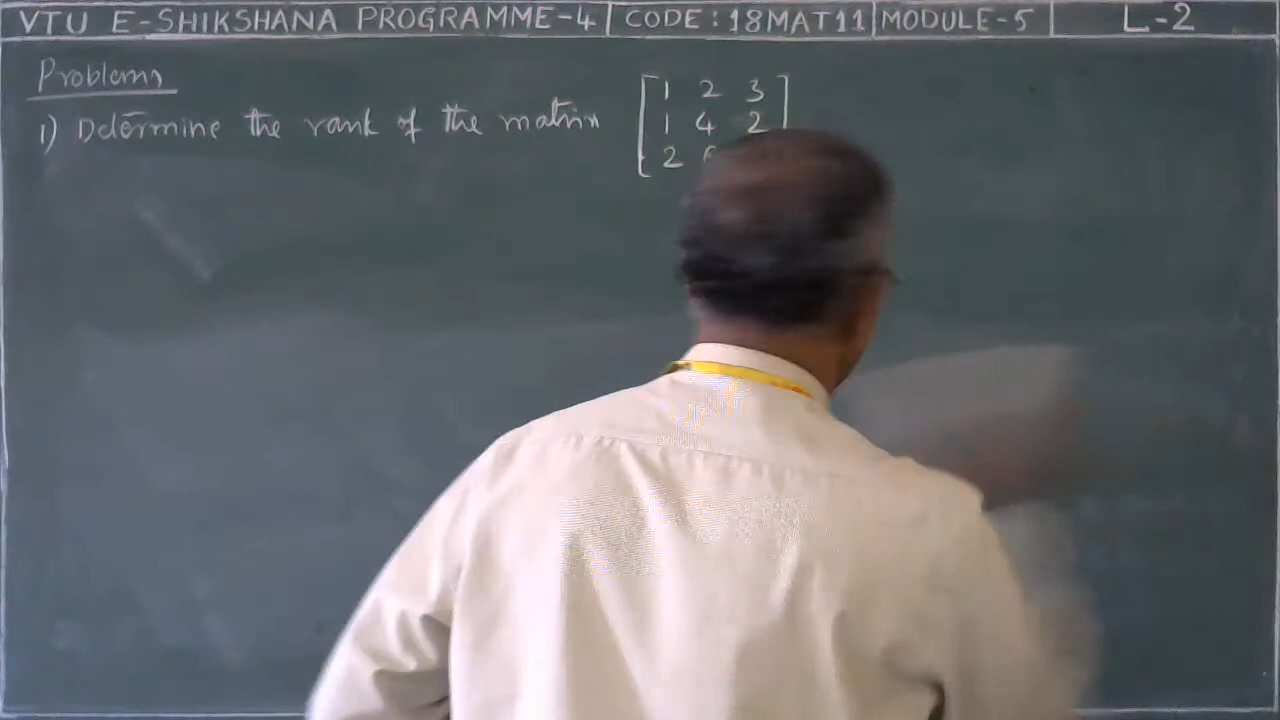 VTU E-SHIKSHANA PROGRAMME-4 | CODE: 18MAT11 | MODULE-5 | L-2
Problems
1) Determine the rank of the matrix
1 2 3
1 4 2
2